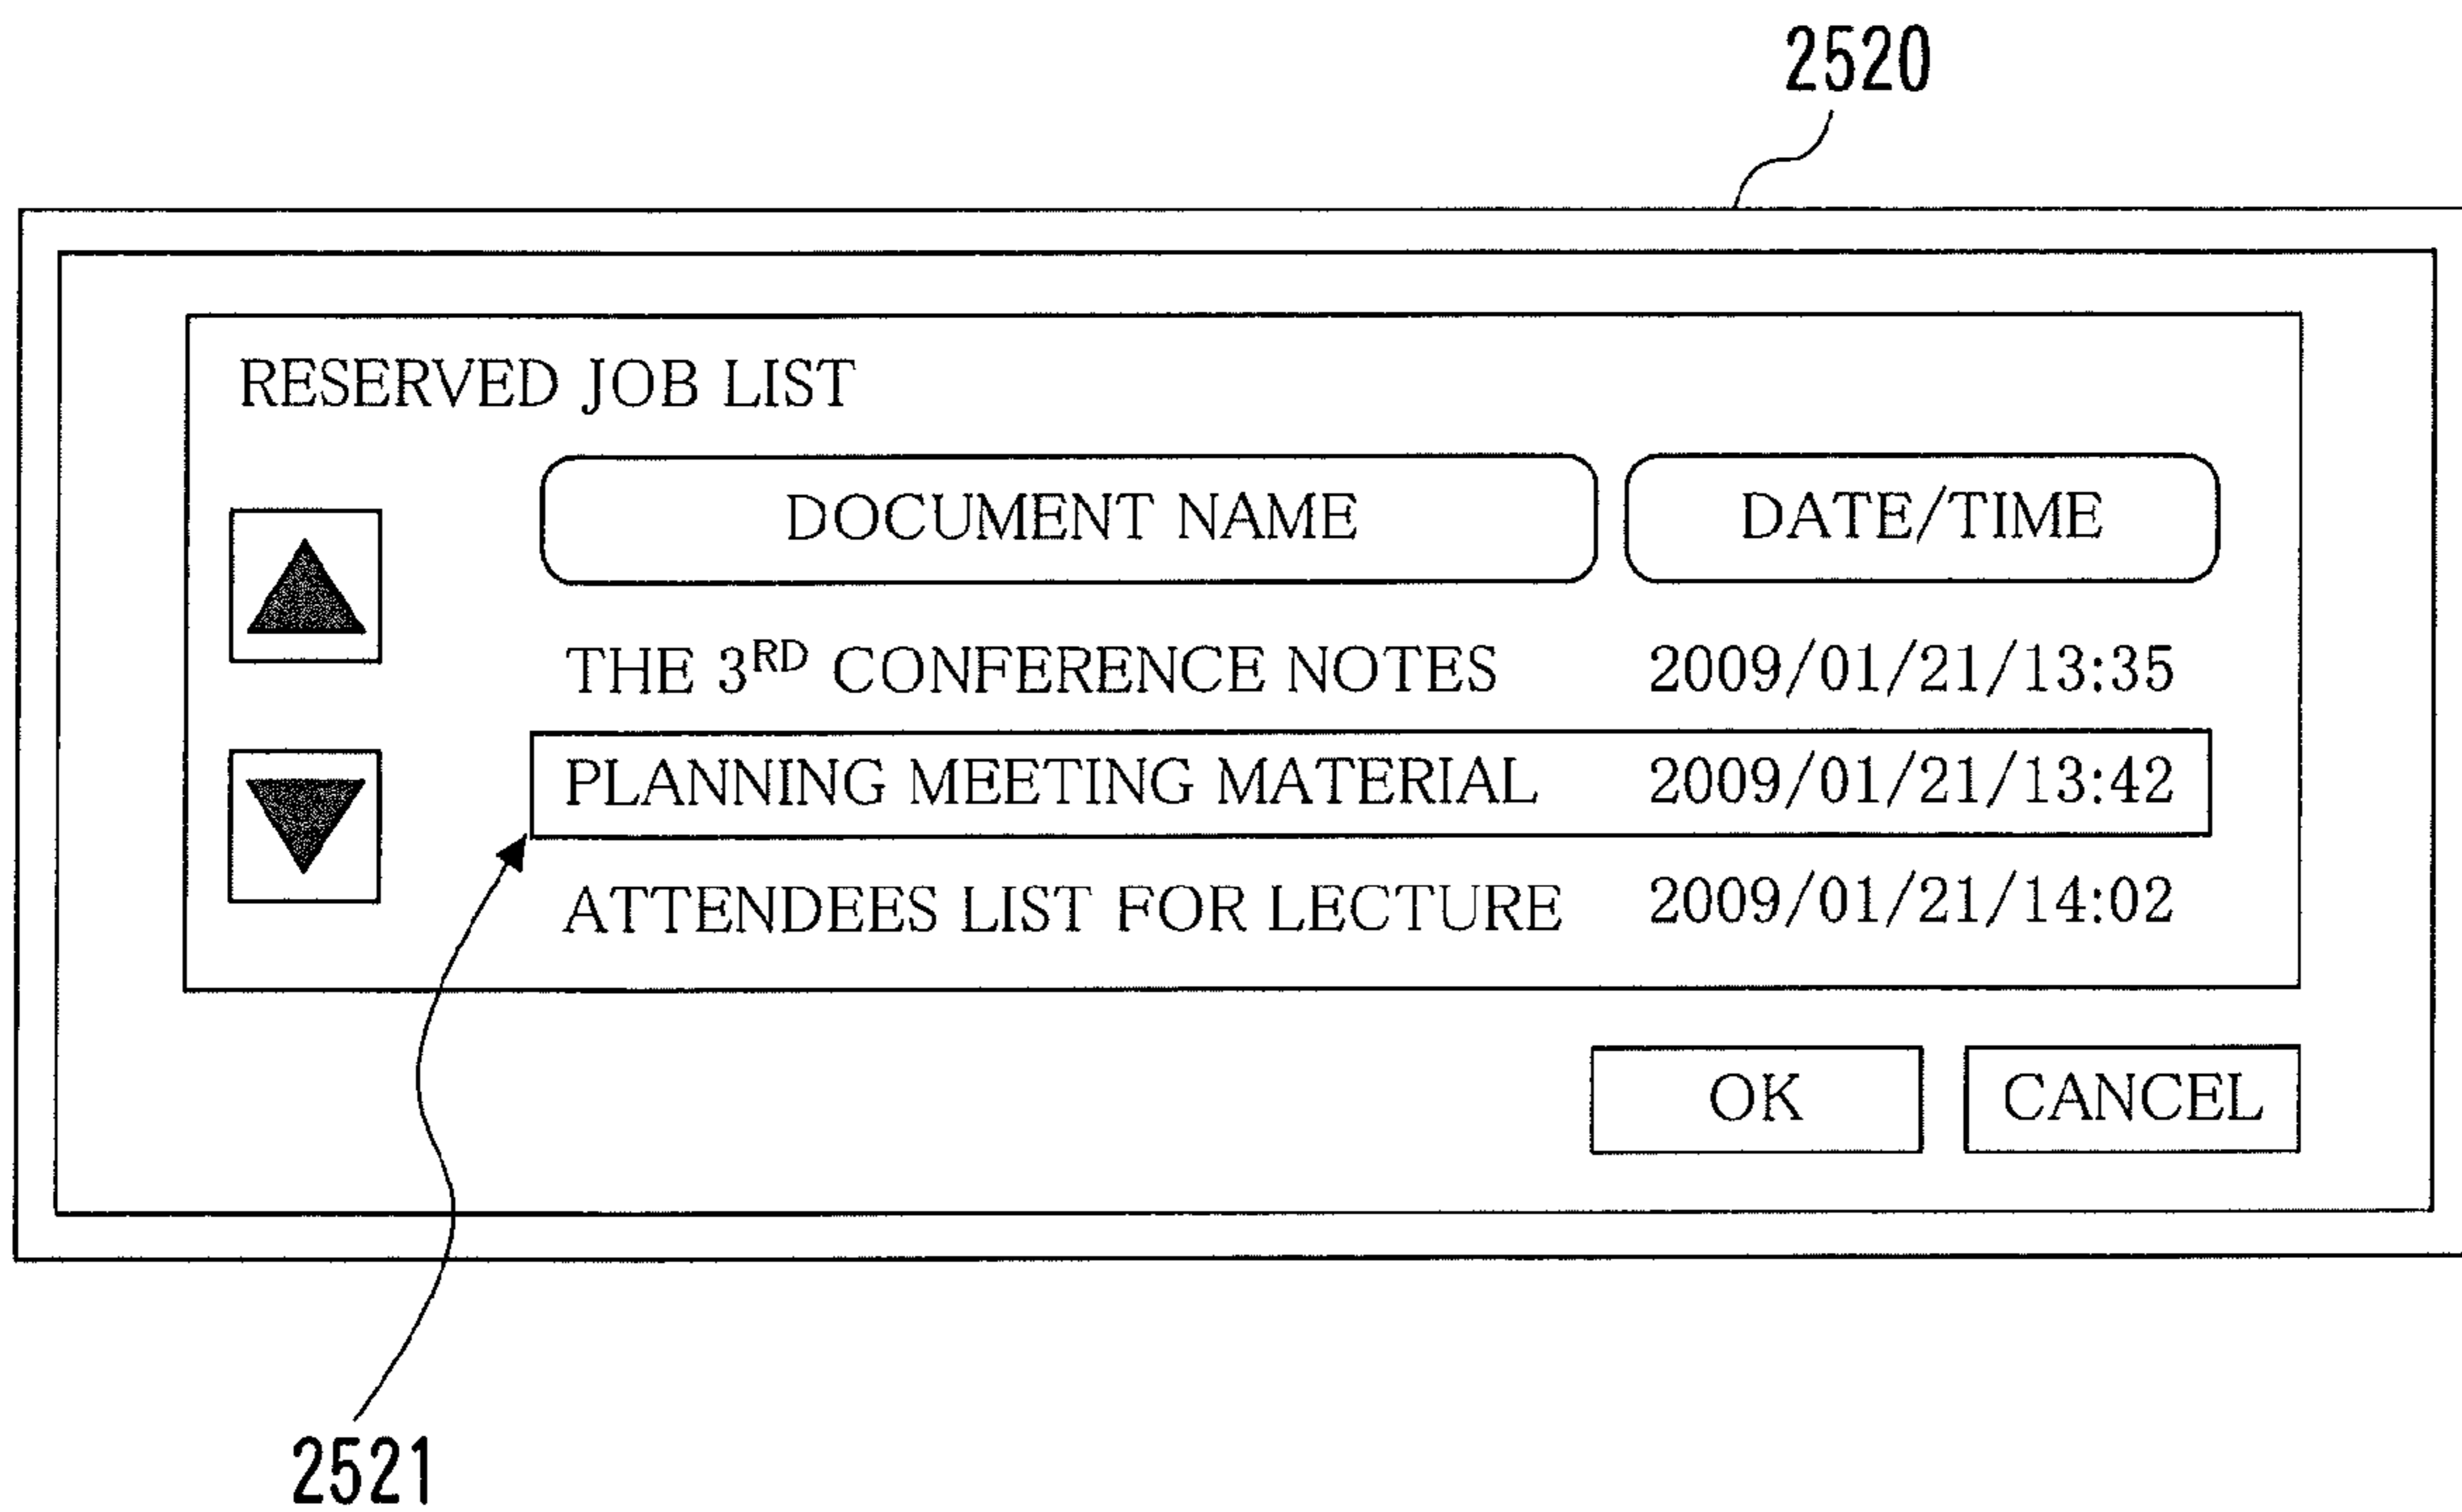 2520
RESERVED JOB LIST
DOCUMENT NAME DATE/TIME
THE 3RD CONFERENCE NOTES 2009/01/21/13:35
PLANNING MEETING MATERIAL 2009/01/21/13:42
ATTENDEES LIST FOR LECTURE 2009/01/21/14:02
OK CANCEL
2521